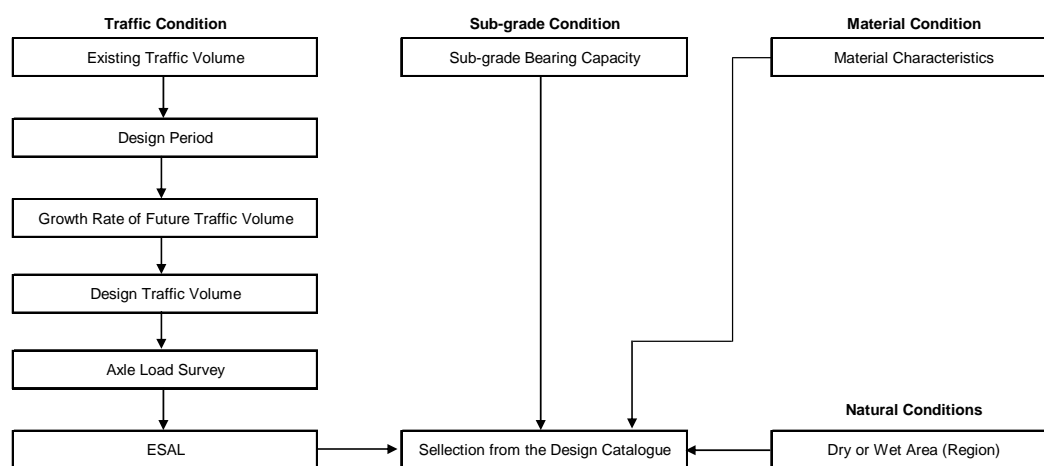 Traffic Condition
Existing Traffic Volume
Design Period
Growth Rate of Future Traffic Volume
Design Traffic Volume
Axle Load Survey
ESAL
Sub-grade Condition
Sub-grade Bearing Capacity
Sellection from the Design Catalogue
Material Condition
Material Characteristics
Natural Conditions
Dry or Wet Area (Region)